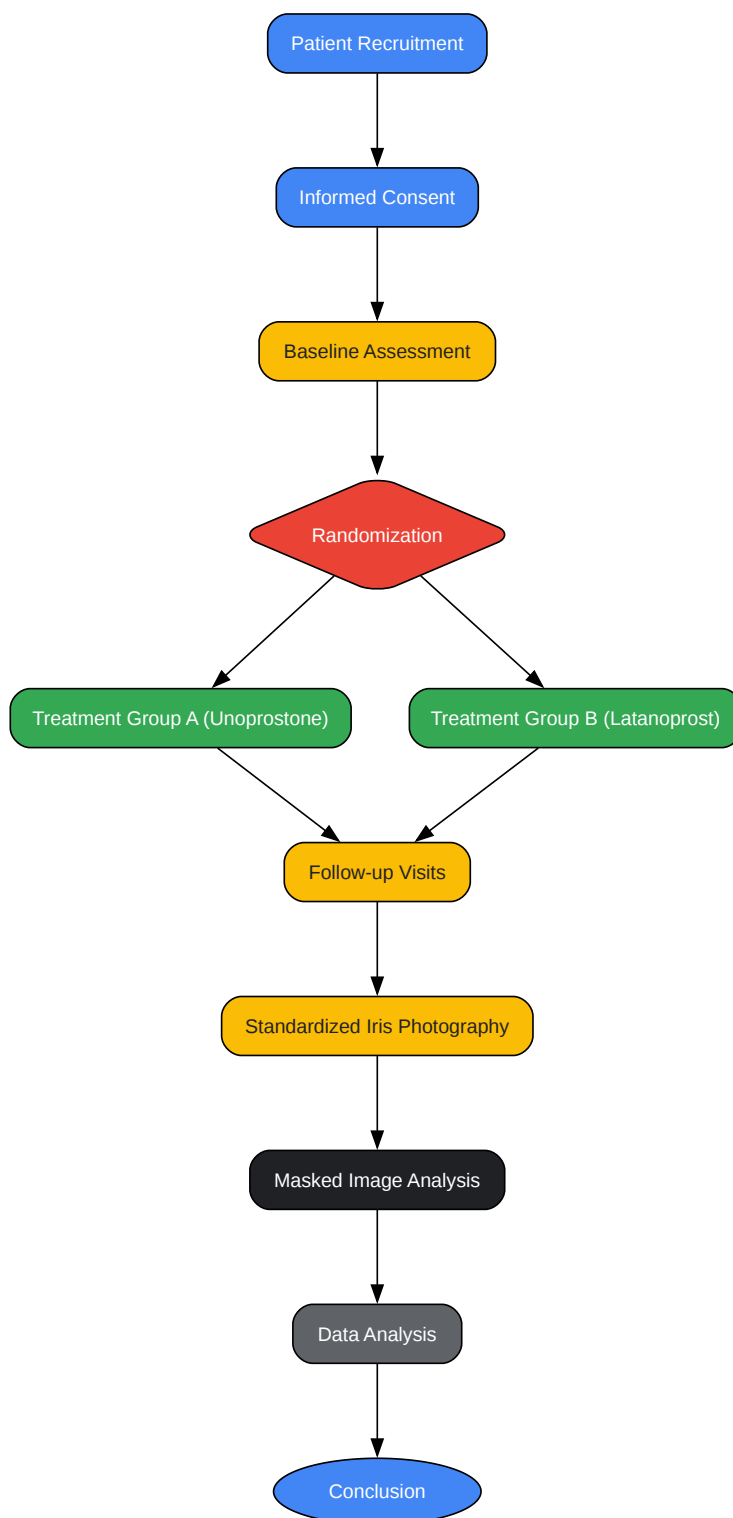 Patient Recruitment
Informed Consent
Baseline Assessment
Randomization
Treatment Group A (Unoprostone)
Treatment Group B (Latanoprost)
Follow-up Visits
Standardized Iris Photography
Masked Image Analysis
Data Analysis
Conclusion